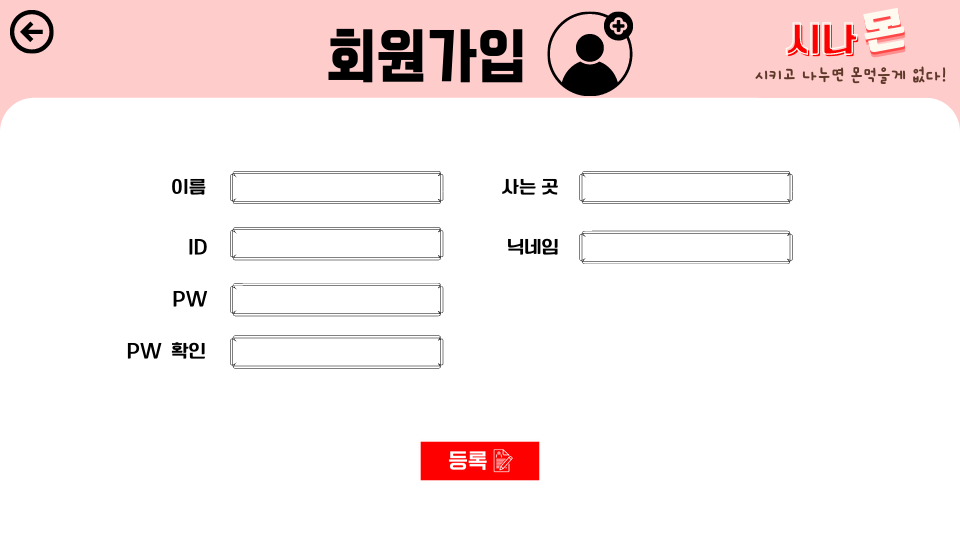 회원가입
시나몬
시키고 나누면 몬먹을게 없다!
이름
사는 곳
ID
닉네임
PW
PW 확인
등록